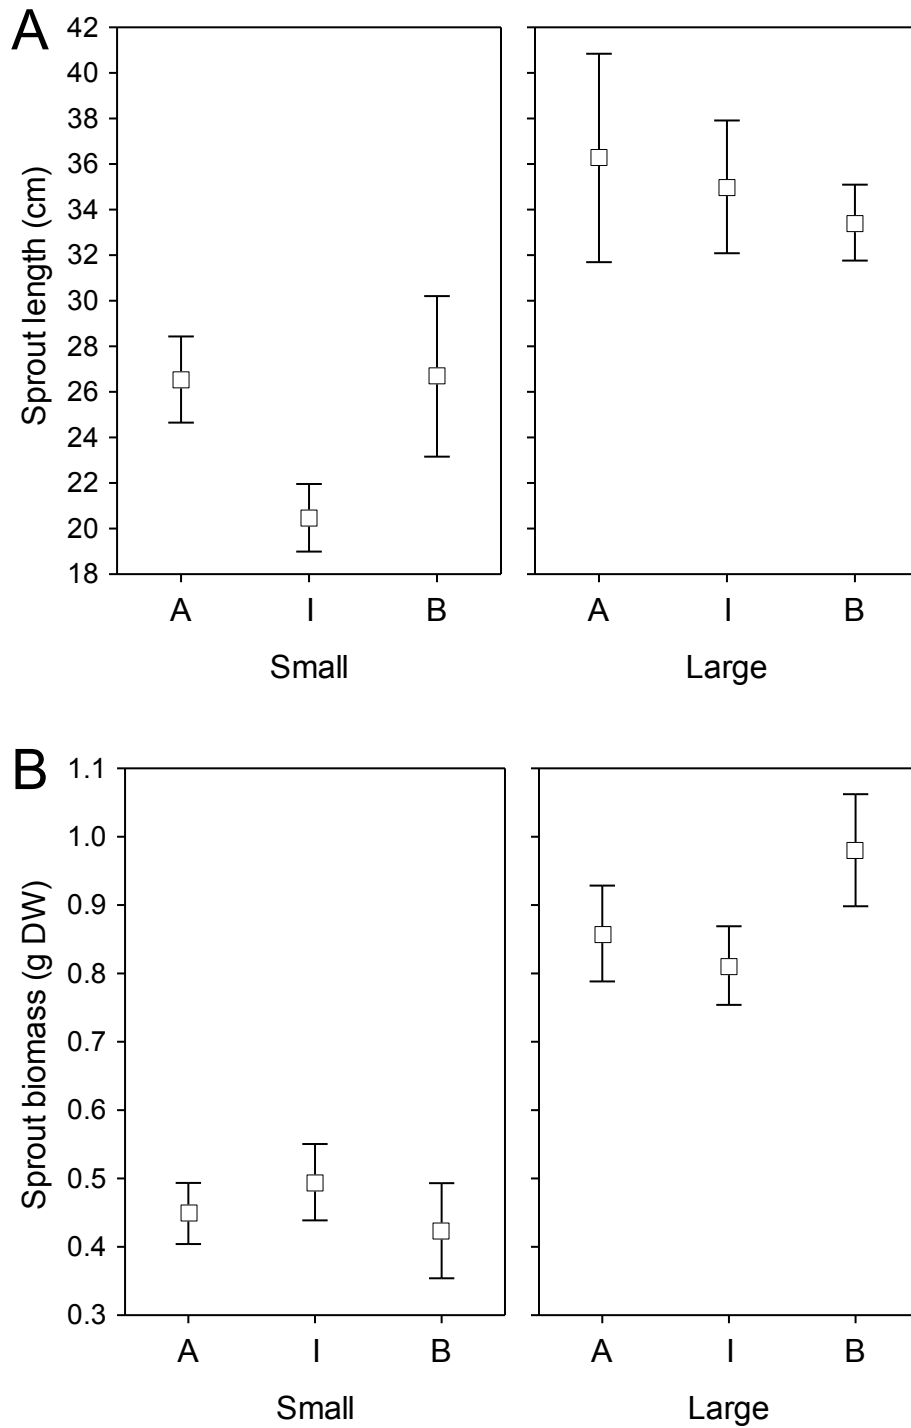 A
Sprout length (cm)
42
40
38
36
34
32
30
28
26
24
22
20
18
A I B A I B
Small Large
B
Sprout biomass (g DW)
1.1
1.0
0.9
0.8
0.7
0.6
0.5
0.4
0.3
A I B A I B
Small Large